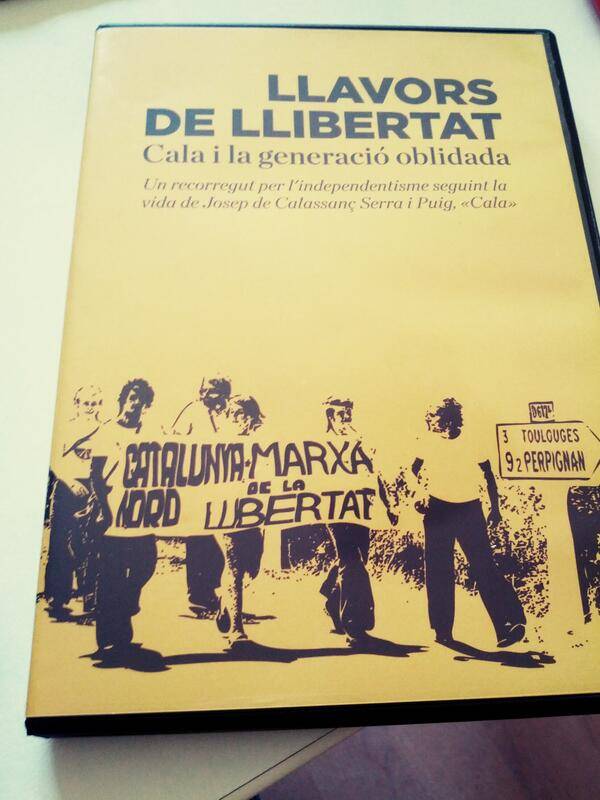 LLAVORS
DE LLIBERTAT
Cala i la generació oblidada
Un recorregut per l'independentisme seguint la
vida de Josep de Calassanç Serra i Puig, «Cala»
CATALUNYA-MARXA
NORD
DE LA
LLIBERTAT
3 TOULOUGES
9,2 PERPIGNAN